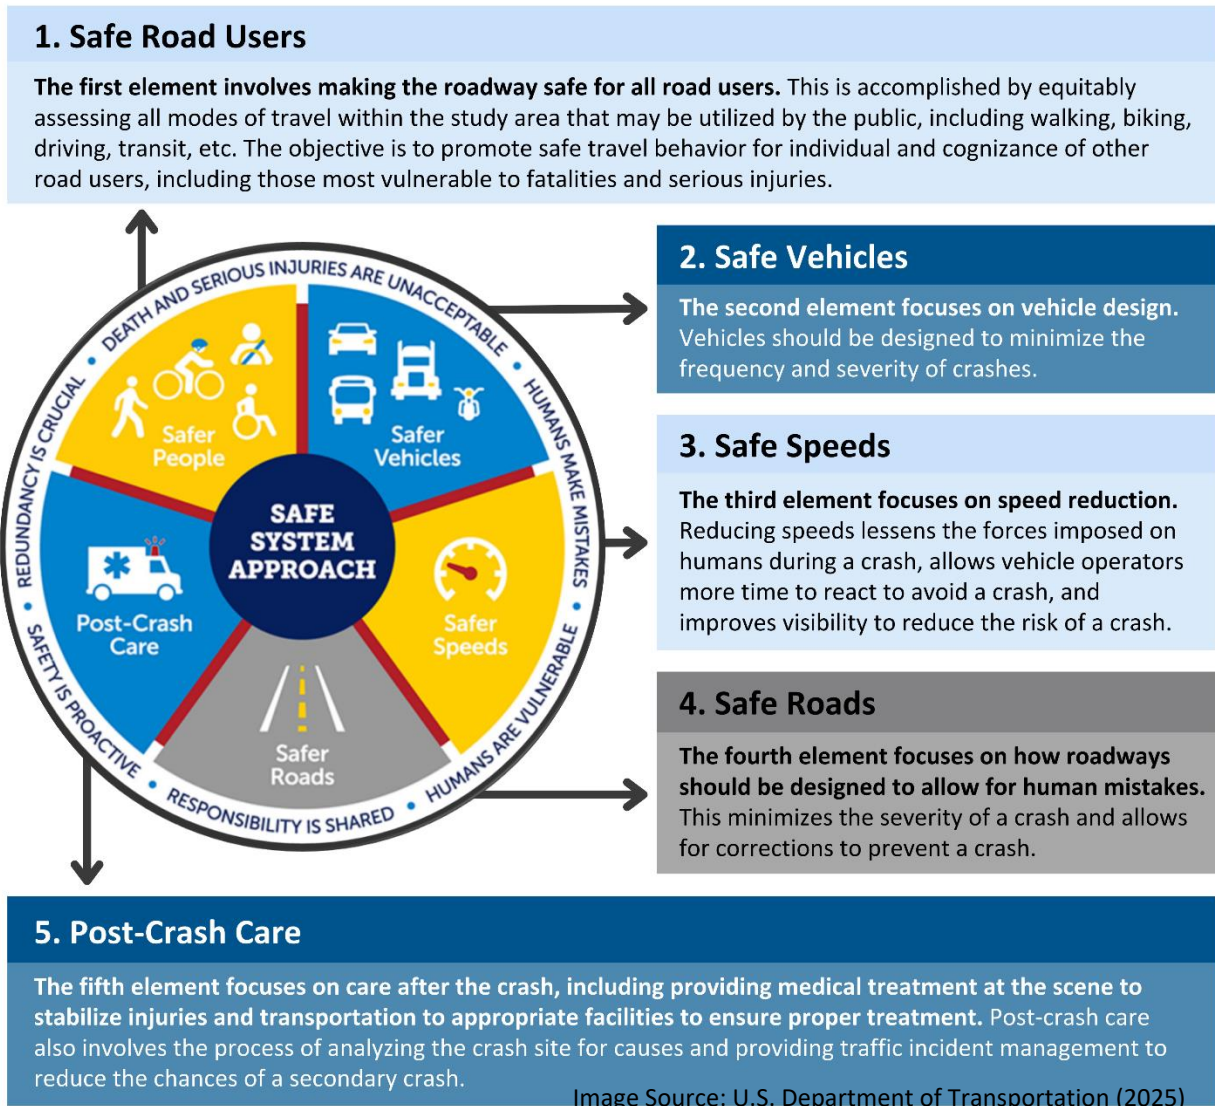 1. Safe Road Users
The first element involves making the roadway safe for all road users. This is accomplished by equitably
assessing all modes of travel within the study area that may be utilized by the public, including walking, biking,
driving, transit, etc. The objective is to promote safe travel behavior for individual and cognizance of other
road users, including those most vulnerable to fatalities and serious injuries.
DEATH AND SERIOUS INJURIES ARE UNACCEPTABLE •
HUMANS MAKE MISTAKES •
HUMANS ARE VULNERABLE •
RESPONSIBILITY IS SHARED •
SAFETY IS PROACTIVE •
REDUNDANCY IS CRUCIAL •
Safer
People
Safer
Vehicles
SAFE
SYSTEM
APPROACH
Post-Crash
Care
Safer
Speeds
Safer
Roads
2. Safe Vehicles
The second element focuses on vehicle design.
Vehicles should be designed to minimize the
frequency and severity of crashes.
3. Safe Speeds
The third element focuses on speed reduction.
Reducing speeds lessens the forces imposed on
humans during a crash, allows vehicle operators
more time to react to avoid a crash, and
improves visibility to reduce the risk of a crash.
4. Safe Roads
The fourth element focuses on how roadways
should be designed to allow for human mistakes.
This minimizes the severity of a crash and allows
for corrections to prevent a crash.
5. Post-Crash Care
The fifth element focuses on care after the crash, including providing medical treatment at the scene to
stabilize injuries and transportation to appropriate facilities to ensure proper treatment. Post-crash care
also involves the process of analyzing the crash site for causes and providing traffic incident management to
reduce the chances of a secondary crash.
Image Source: U.S. Department of Transportation (2025)